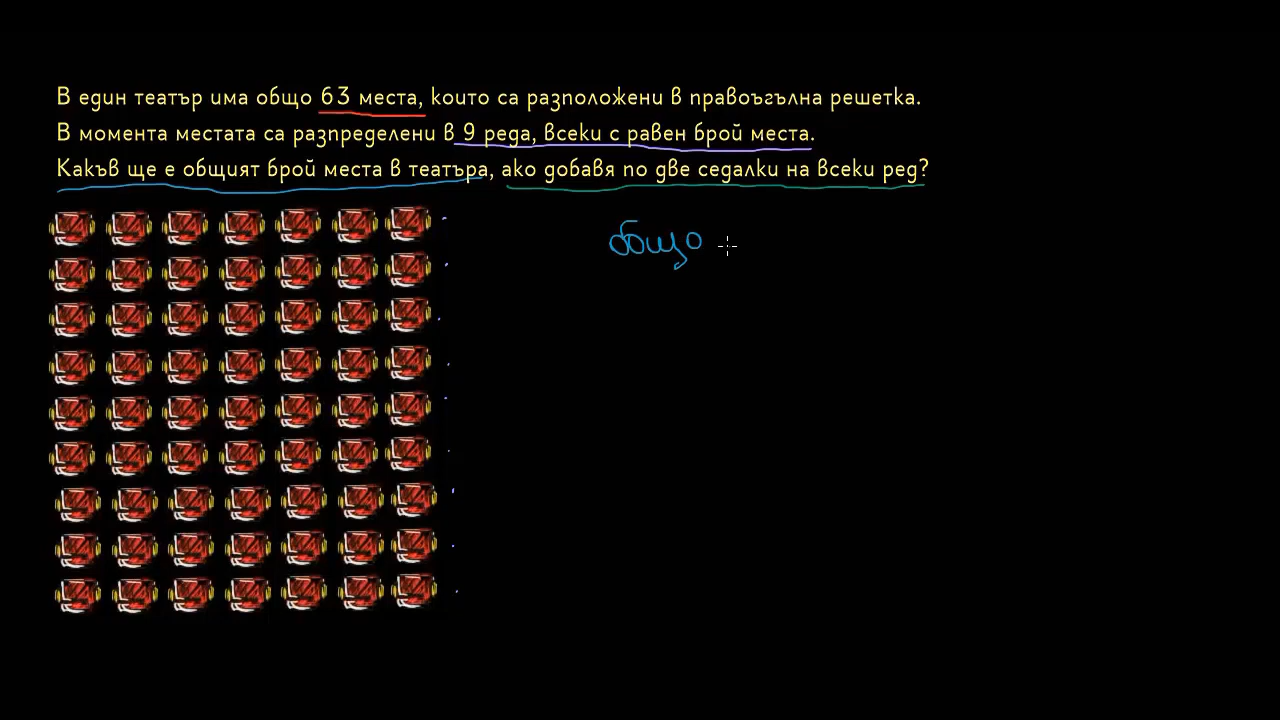 В един театър има общо 63 места, които са разположени в правоъгълна решетка.
В момента местата са разпределени в 9 реда, всеки с равен брой места.
Какъв ще е общият брой места в театъра, ако добавя по две седалки на всеки ред?
общо